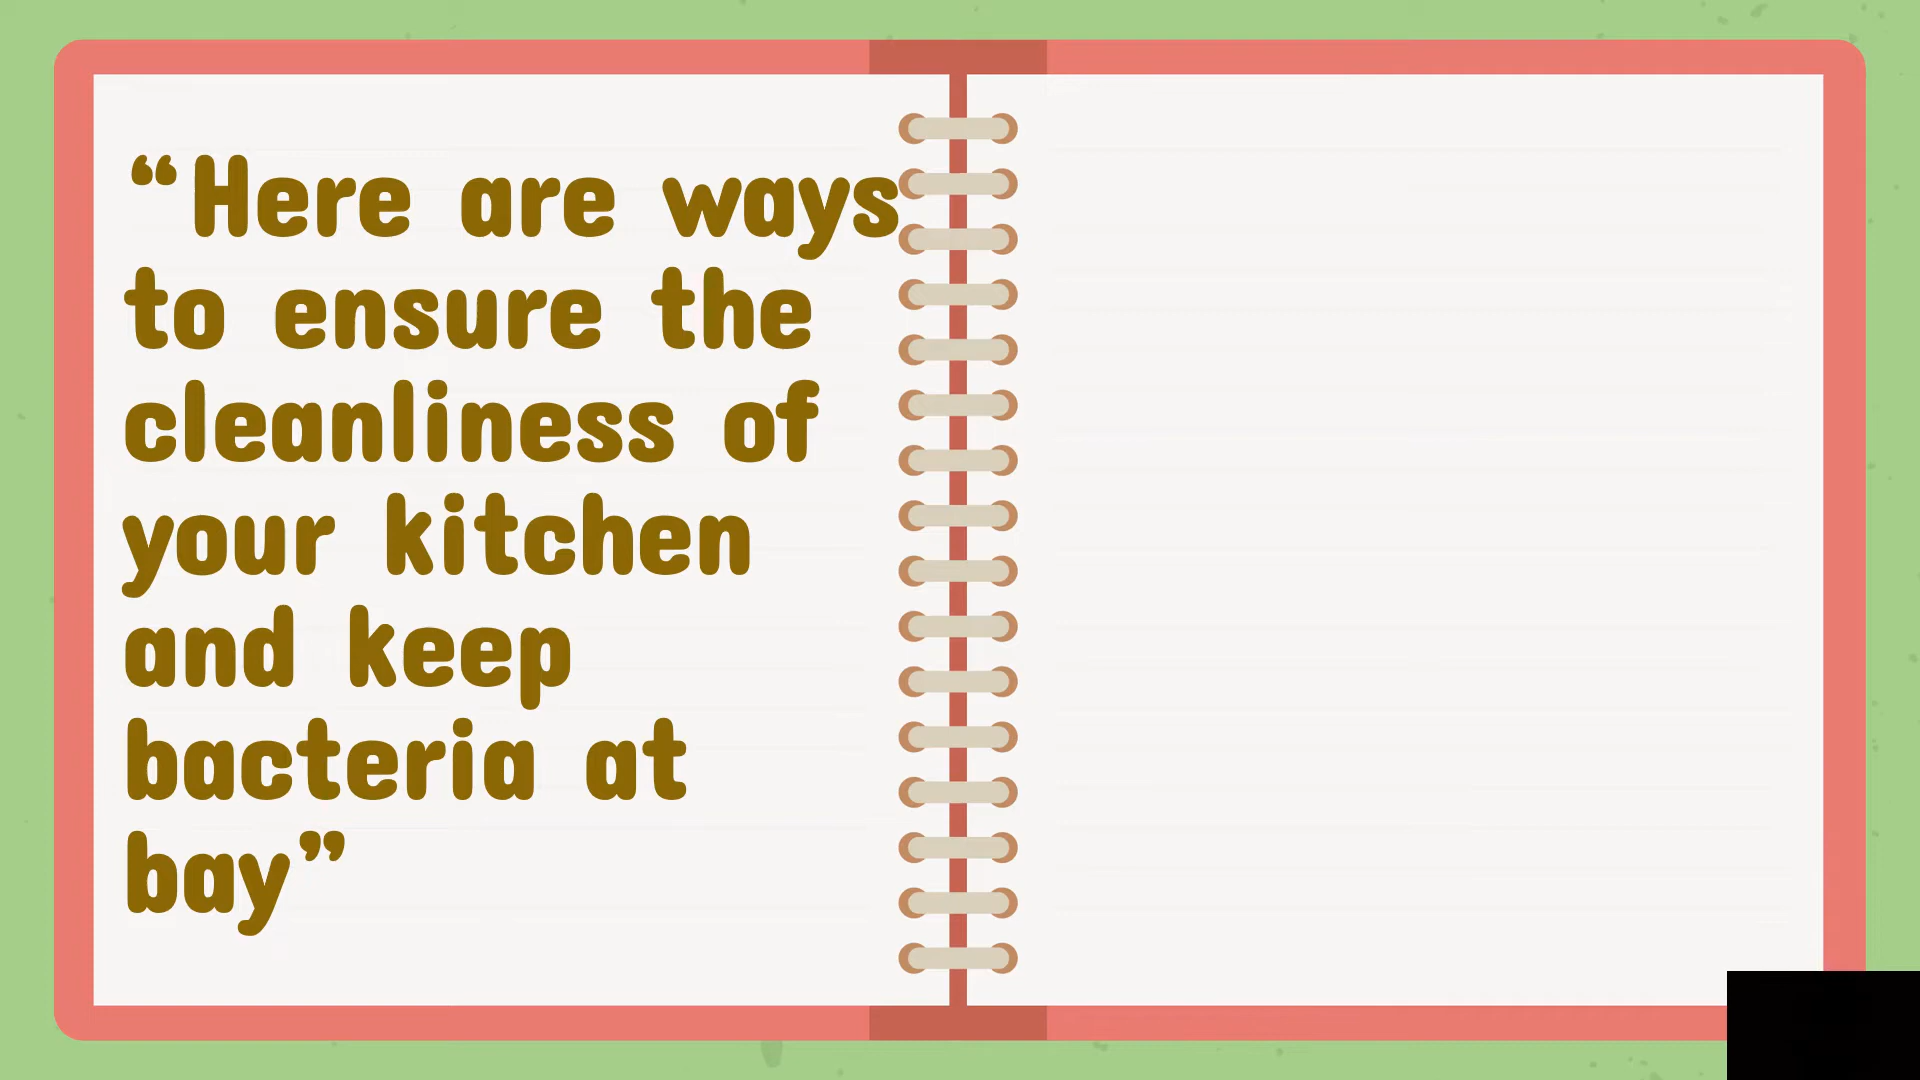 “Here are ways
to ensure the
cleanliness of
your kitchen
and keep
bacteria at
bay”